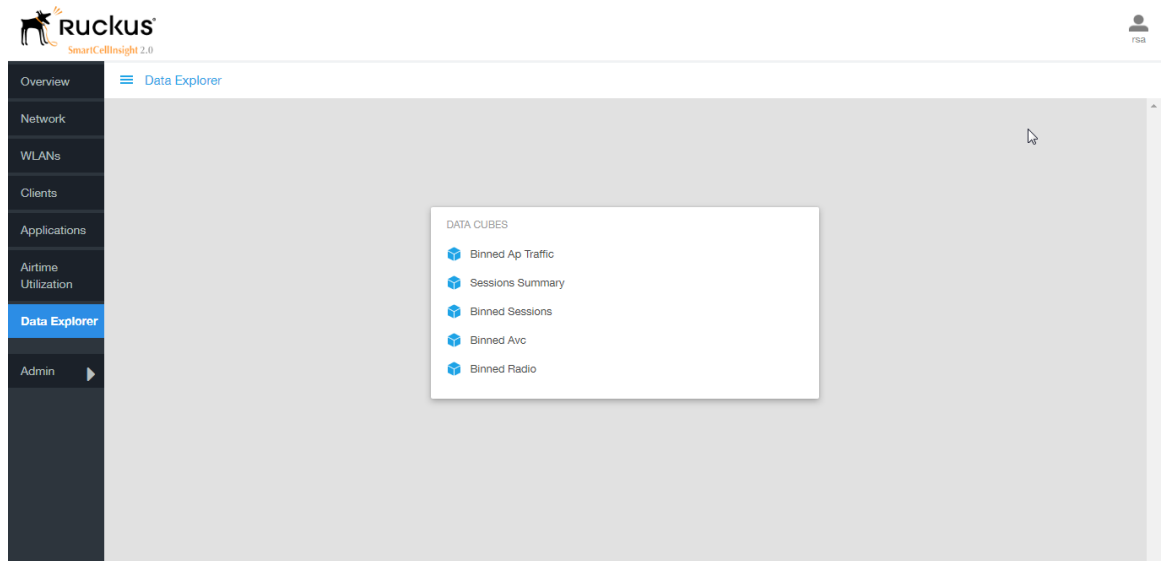 RUCKUS
SmartCellInsight 2.0
rsa
Overview
Data Explorer
Network
WLANs
Clients
Applications
Airtime
Utilization
Data Explorer
Admin
DATA CUBES
Binned Ap Traffic
Sessions Summary
Binned Sessions
Binned Avc
Binned Radio